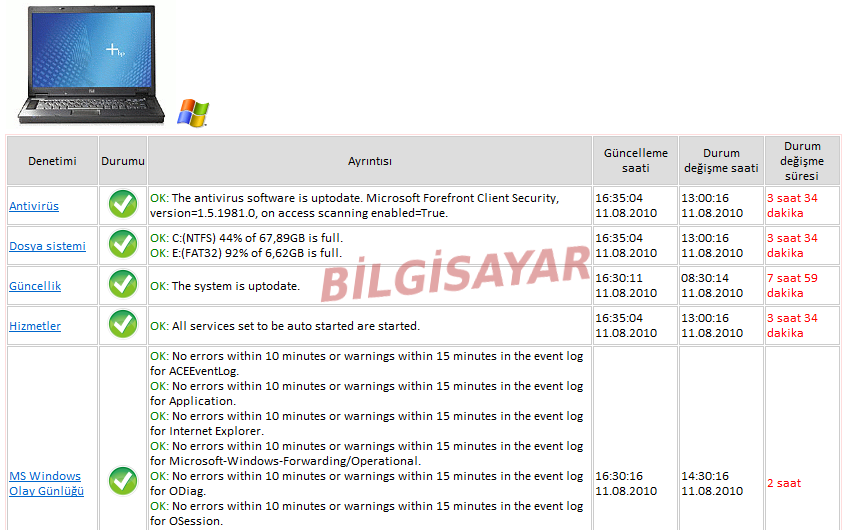 hp
Denetimi Durumu Ayrıntısı Güncelleme saati Durum değişme saati Durum değişme süresi
Antivirüs
OK: The antivirus software is uptodate. Microsoft Forefront Client Security,
version=1.5.1981.0, on access scanning enabled=True.
16:35:04
11.08.2010
13:00:16
11.08.2010
3 saat 34
dakika
Dosya sistemi
OK: C:(NTFS) 44% of 67,89GB is full.
OK: E:(FAT32) 92% of 6,62GB is full.
16:35:04
11.08.2010
13:00:16
11.08.2010
3 saat 34
dakika
BİLGİSAYAR
Güncellik
OK: The system is uptodate.
16:30:11
11.08.2010
08:30:14
11.08.2010
7 saat 59
dakika
Hizmetler
OK: All services set to be auto started are started.
16:35:04
11.08.2010
13:00:16
11.08.2010
3 saat 34
dakika
MS Windows
Olay Günlüğü
OK: No errors within 10 minutes or warnings within 15 minutes in the event log
for ACEEventLog.
OK: No errors within 10 minutes or warnings within 15 minutes in the event log
for Application.
OK: No errors within 10 minutes or warnings within 15 minutes in the event log
for Internet Explorer.
OK: No errors within 10 minutes or warnings within 15 minutes in the event log
for Microsoft-Windows-Forwarding/Operational.
OK: No errors within 10 minutes or warnings within 15 minutes in the event log
for ODiag.
OK: No errors within 10 minutes or warnings within 15 minutes in the event log
for OSession.
16:30:16
11.08.2010
14:30:16
11.08.2010
2 saat